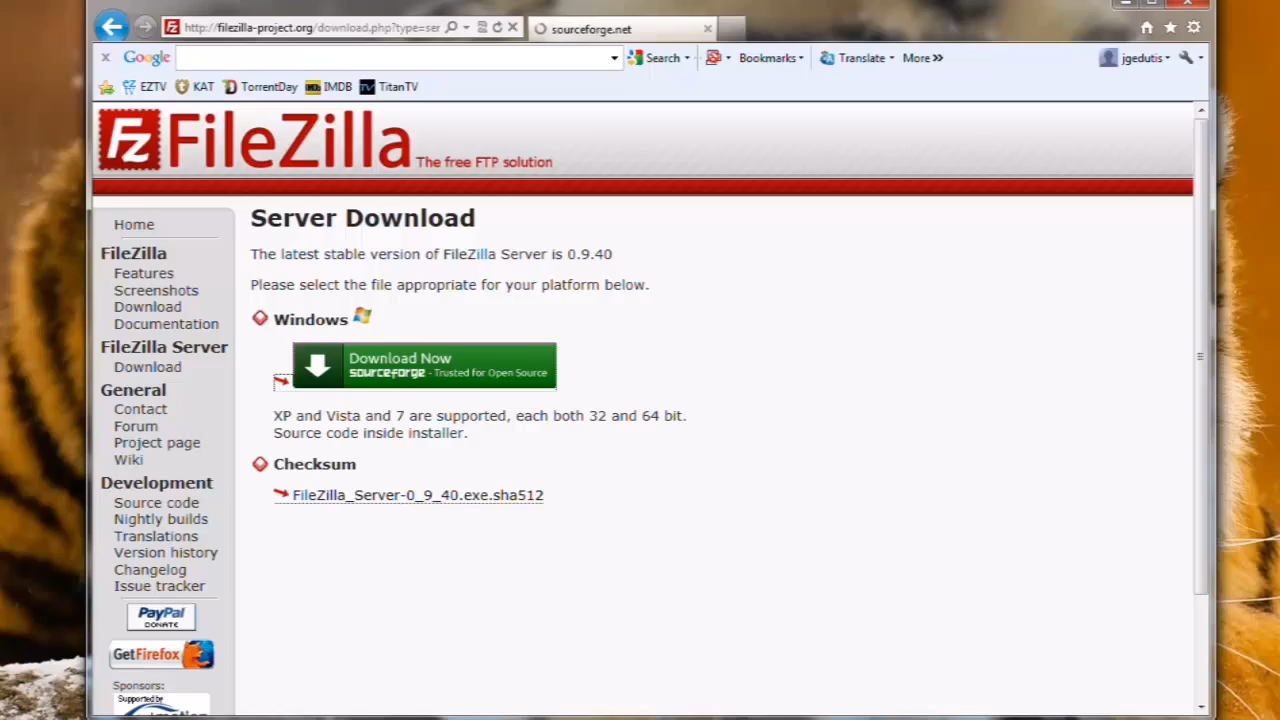 http://filezilla-project.org/download.php?type=ser
sourceforge.net
Google
Search
Bookmarks
Translate
More »
jgedutis
EZTV
KAT
TorrentDay
IMDB
TitanTV
Fz
FileZilla
The free FTP solution
Home
FileZilla
Features
Screenshots
Download
Documentation
FileZilla Server
Download
General
Contact
Forum
Project page
Wiki
Development
Source code
Nightly builds
Translations
Version history
Changelog
Issue tracker
PayPal
DONATE
GetFirefox
Sponsors:
Supported by
Server Download
The latest stable version of FileZilla Server is 0.9.40
Please select the file appropriate for your platform below.
Windows
Download Now
sourceforge - Trusted for Open Source
XP and Vista and 7 are supported, each both 32 and 64 bit.
Source code inside installer.
Checksum
FileZilla_Server-0_9_40.exe.sha512